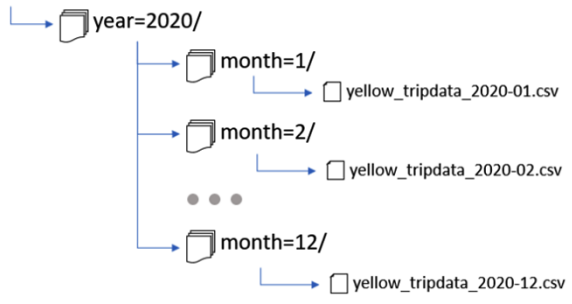 year=2020/
month=1/
yellow_tripdata_2020-01.csv
month=2/
yellow_tripdata_2020-02.csv
month=12/
yellow_tripdata_2020-12.csv